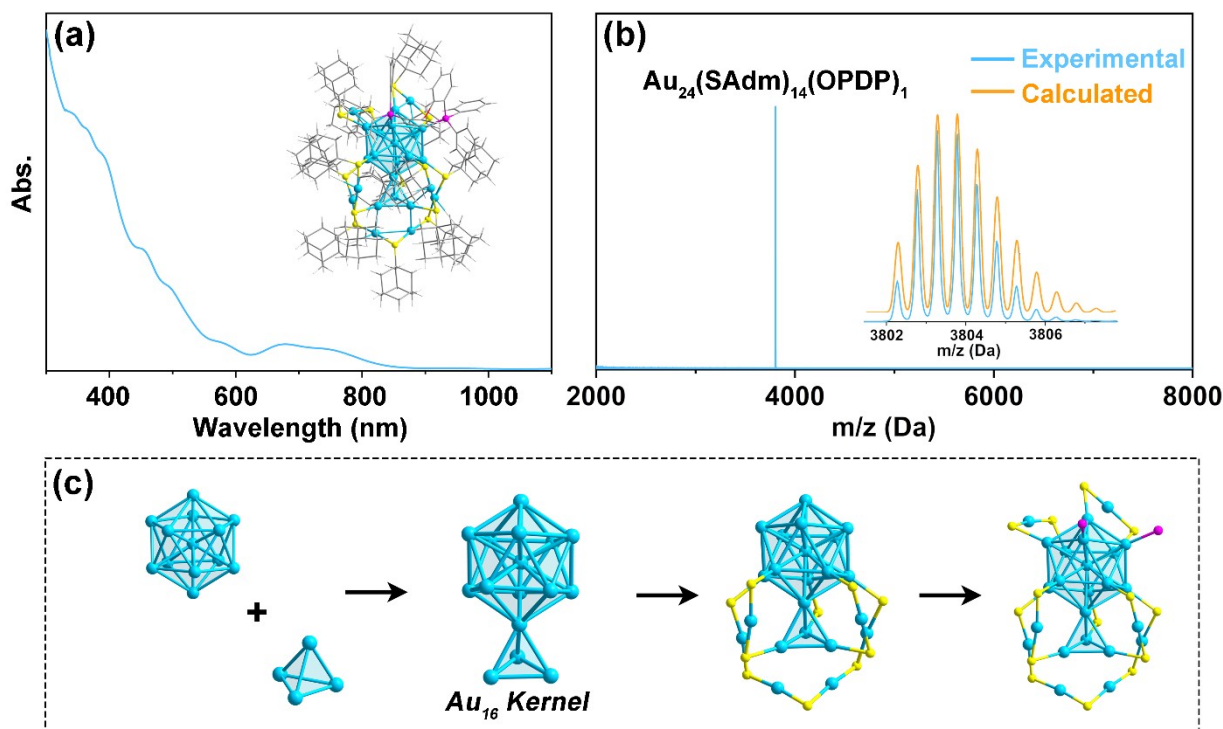 (a)
Abs.
400 600 800 1000
Wavelength (nm)
(b)
Au₂₄(SAdm)₁₄(OPDP)₁
Experimental
Calculated
3802 3804 3806
m/z (Da)
2000 4000 6000 8000
m/z (Da)
(c)
+
Au₁₆ Kernel